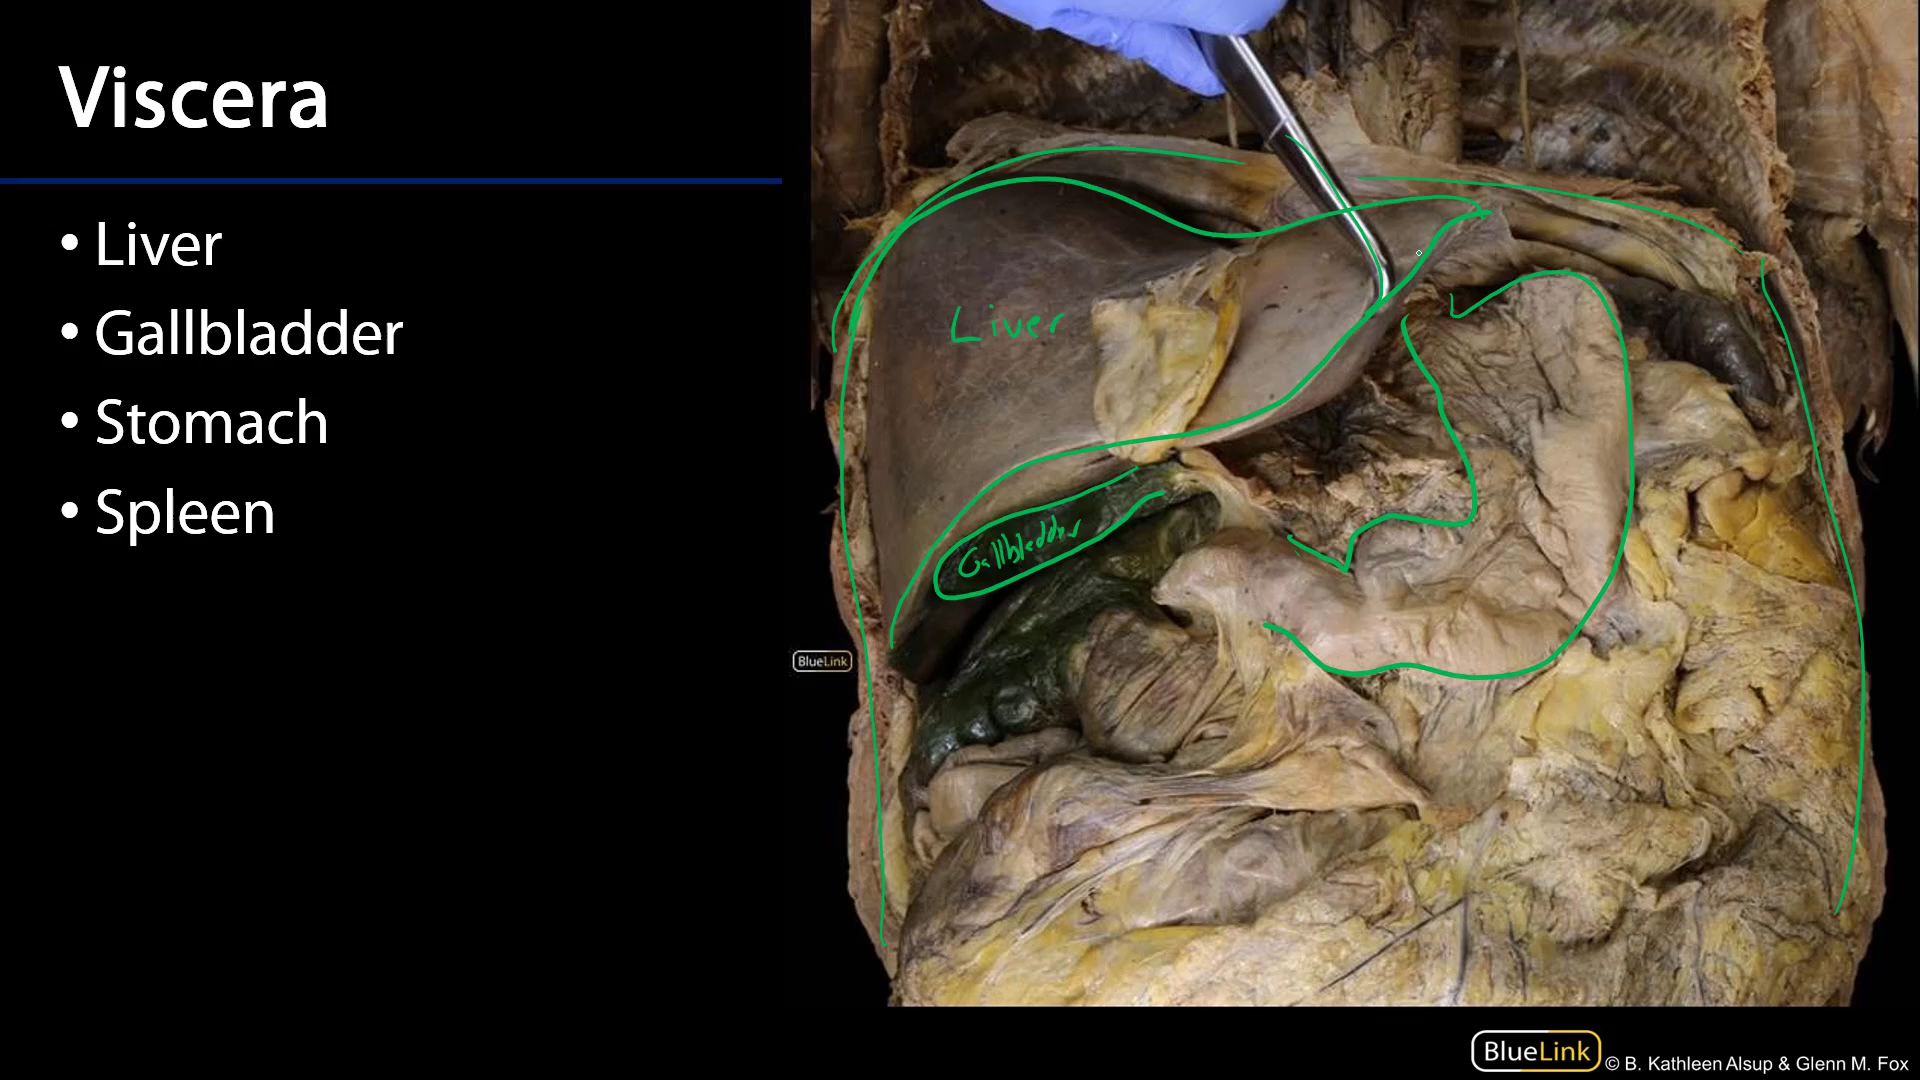 Viscera
• Liver
• Gallbladder
• Stomach
• Spleen
Liver
Gallbladder
BlueLink
BlueLink © B. Kathleen Alsup & Glenn M. Fox